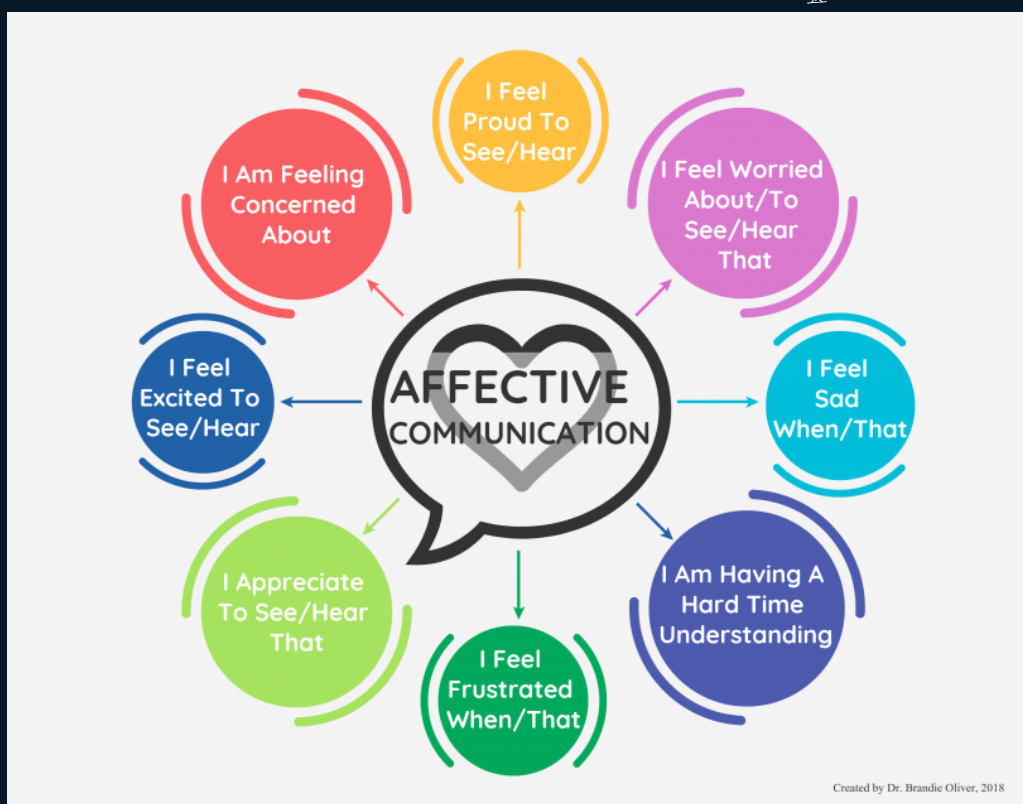 I Feel
Proud To
See/Hear
I Feel Worried
About/To
See/Hear
That
I Feel
Sad
When/That
I Am Having A
Hard Time
Understanding
I Feel
Frustrated
When/That
I Appreciate
To See/Hear
That
I Feel
Excited To
See/Hear
I Am Feeling
Concerned
About
AFFECTIVE
COMMUNICATION
Created by Dr. Brandie Oliver, 2018